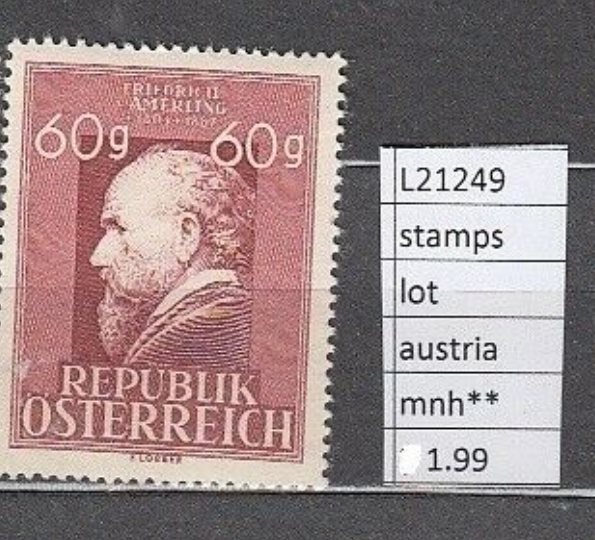 FRIEDRICH
AMERLING
60g 60g
REPUBLIK
ÖSTERREICH
L21249
stamps
lot
austria
mnh**
1.99